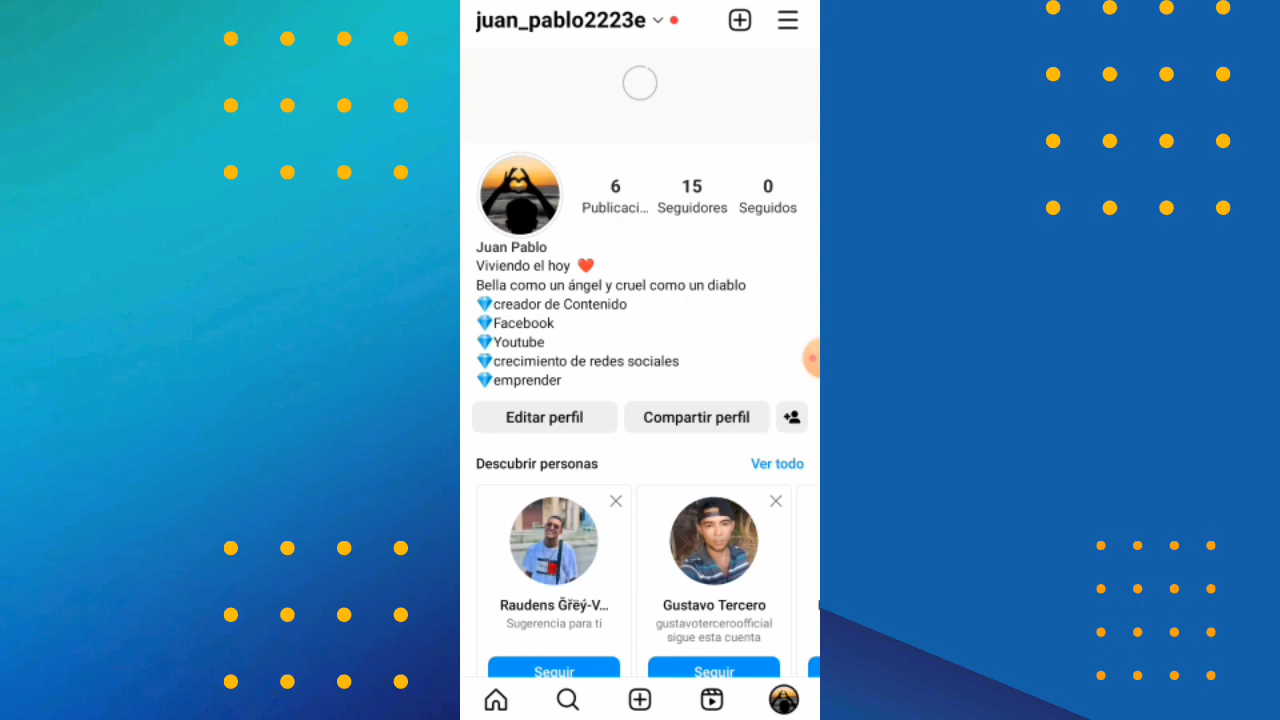 juan_pablo2223e
6 15 0
Publicaci... Seguidores Seguidos
Juan Pablo
Viviendo el hoy ❤️
Bella como un ángel y cruel como un diablo
💎creador de Contenido
💎Facebook
💎Youtube
💎crecimiento de redes sociales
💎emprender
Editar perfil Compartir perfil
Descubrir personas Ver todo
Raudens Ğřëÿ-V... Gustavo Tercero
Sugerencia para ti gustavoterceroofficial
sigue esta cuenta
Seguir Seguir